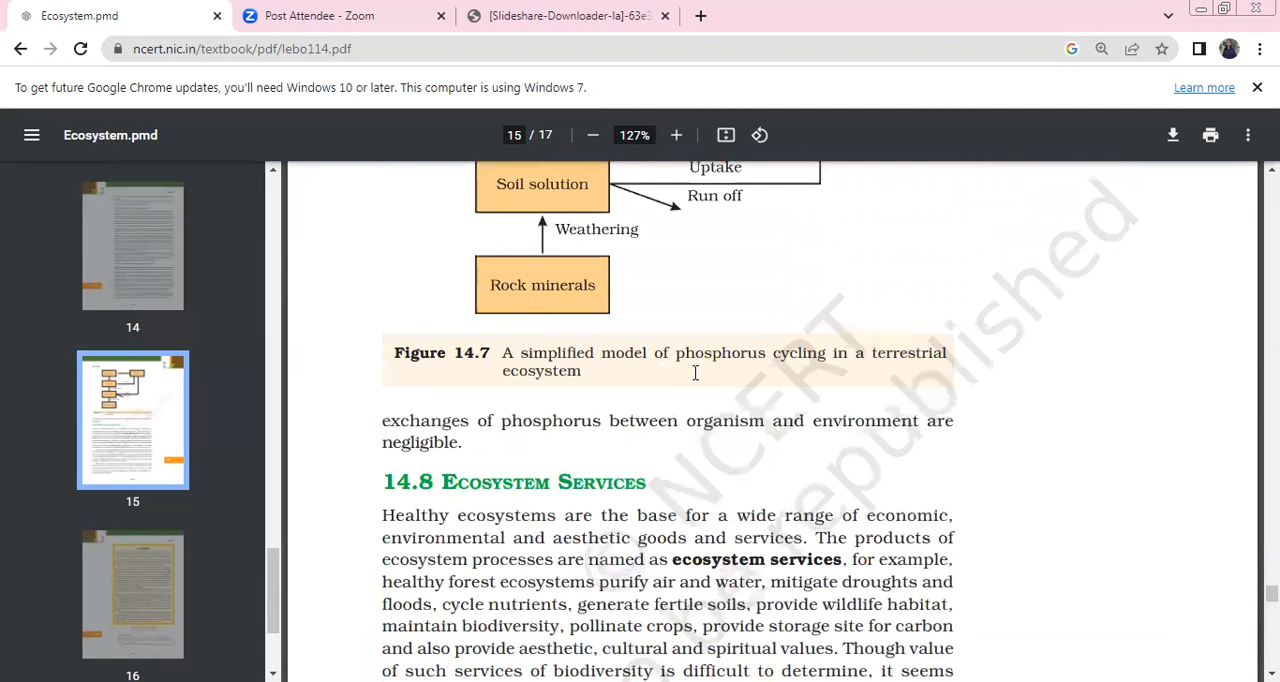 Ecosystem.pmd
Post Attendee - Zoom
[Slideshare-Downloader-la]-63e3
ncert.nic.in/textbook/pdf/lebo114.pdf
To get future Google Chrome updates, you'll need Windows 10 or later. This computer is using Windows 7.
Learn more
Ecosystem.pmd
15 / 17
127%
14
15
16
Uptake
Soil solution
Run off
Weathering
Rock minerals
Figure 14.7 A simplified model of phosphorus cycling in a terrestrial
ecosystem
exchanges of phosphorus between organism and environment are
negligible.
14.8 ECOSYSTEM SERVICES
Healthy ecosystems are the base for a wide range of economic,
environmental and aesthetic goods and services. The products of
ecosystem processes are named as ecosystem services, for example,
healthy forest ecosystems purify air and water, mitigate droughts and
floods, cycle nutrients, generate fertile soils, provide wildlife habitat,
maintain biodiversity, pollinate crops, provide storage site for carbon
and also provide aesthetic, cultural and spiritual values. Though value
of such services of biodiversity is difficult to determine, it seems
NCERT
be republished